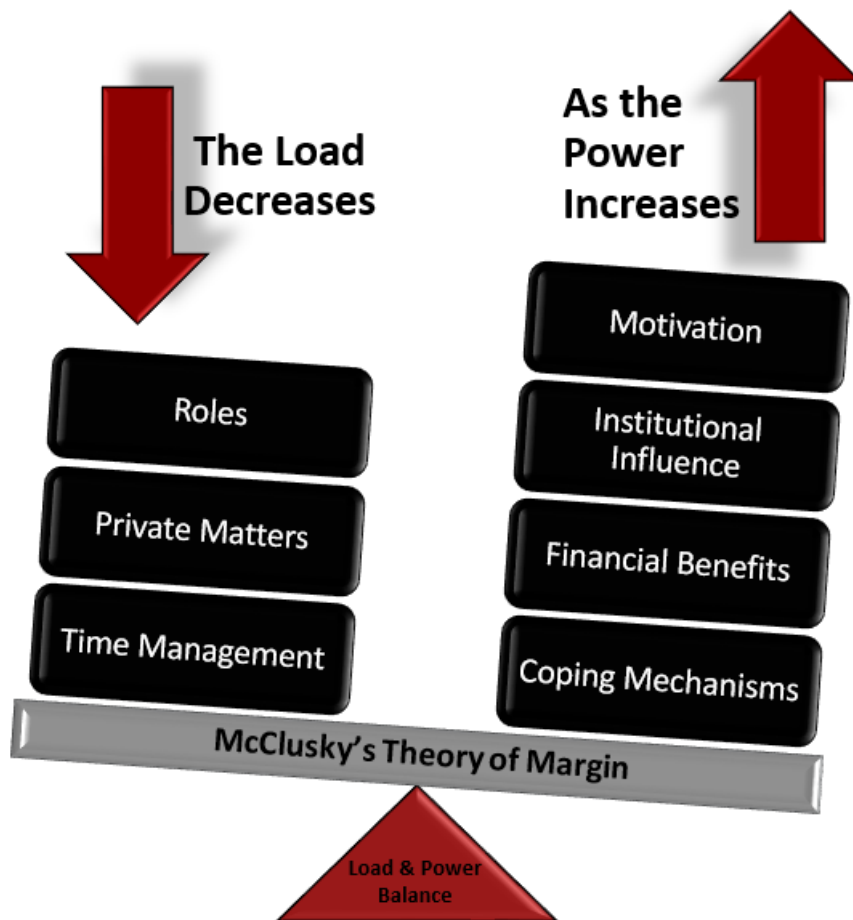 The Load
Decreases
As the
Power
Increases
Roles
Private Matters
Time Management
Motivation
Institutional
Influence
Financial Benefits
Coping Mechanisms
McClusky’s Theory of Margin
Load & Power
Balance